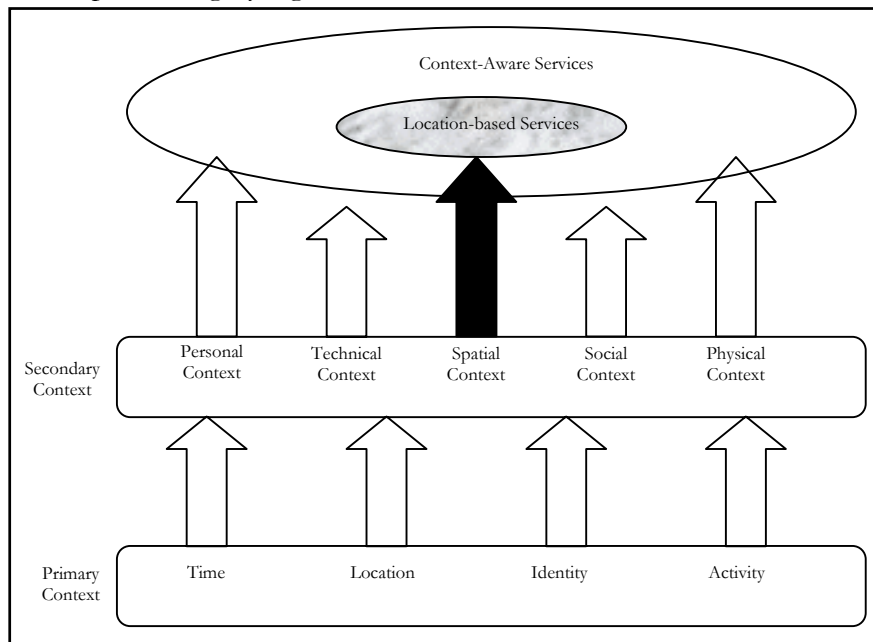 Context-Aware Services
Location-based Services
Secondary
Context
Personal
Context
Technical
Context
Spatial
Context
Social
Context
Physical
Context
Primary
Context
Time
Location
Identity
Activity